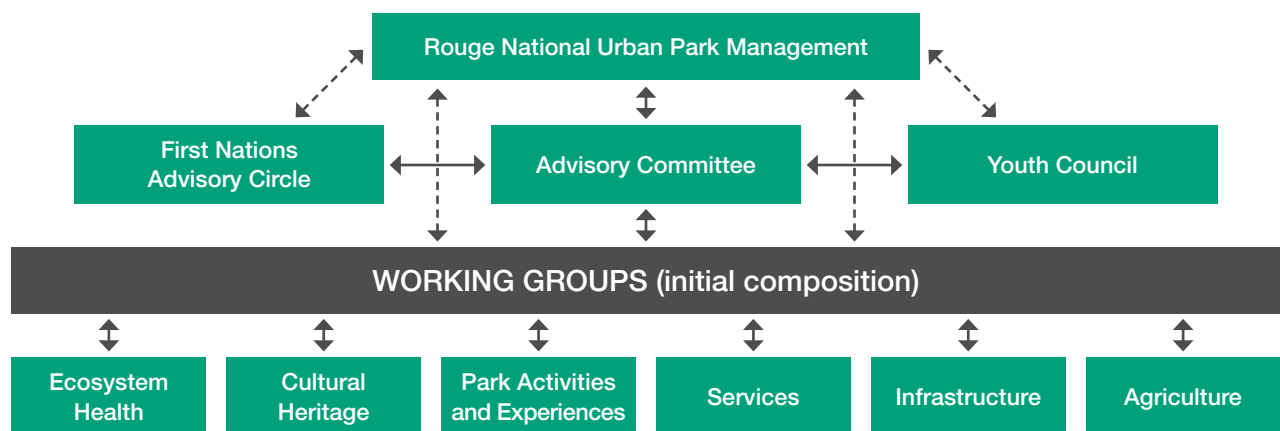 Rouge National Urban Park Management
First Nations
Advisory Circle
Advisory Committee
Youth Council
WORKING GROUPS (initial composition)
Ecosystem
Health
Cultural
Heritage
Park Activities
and Experiences
Services
Infrastructure
Agriculture